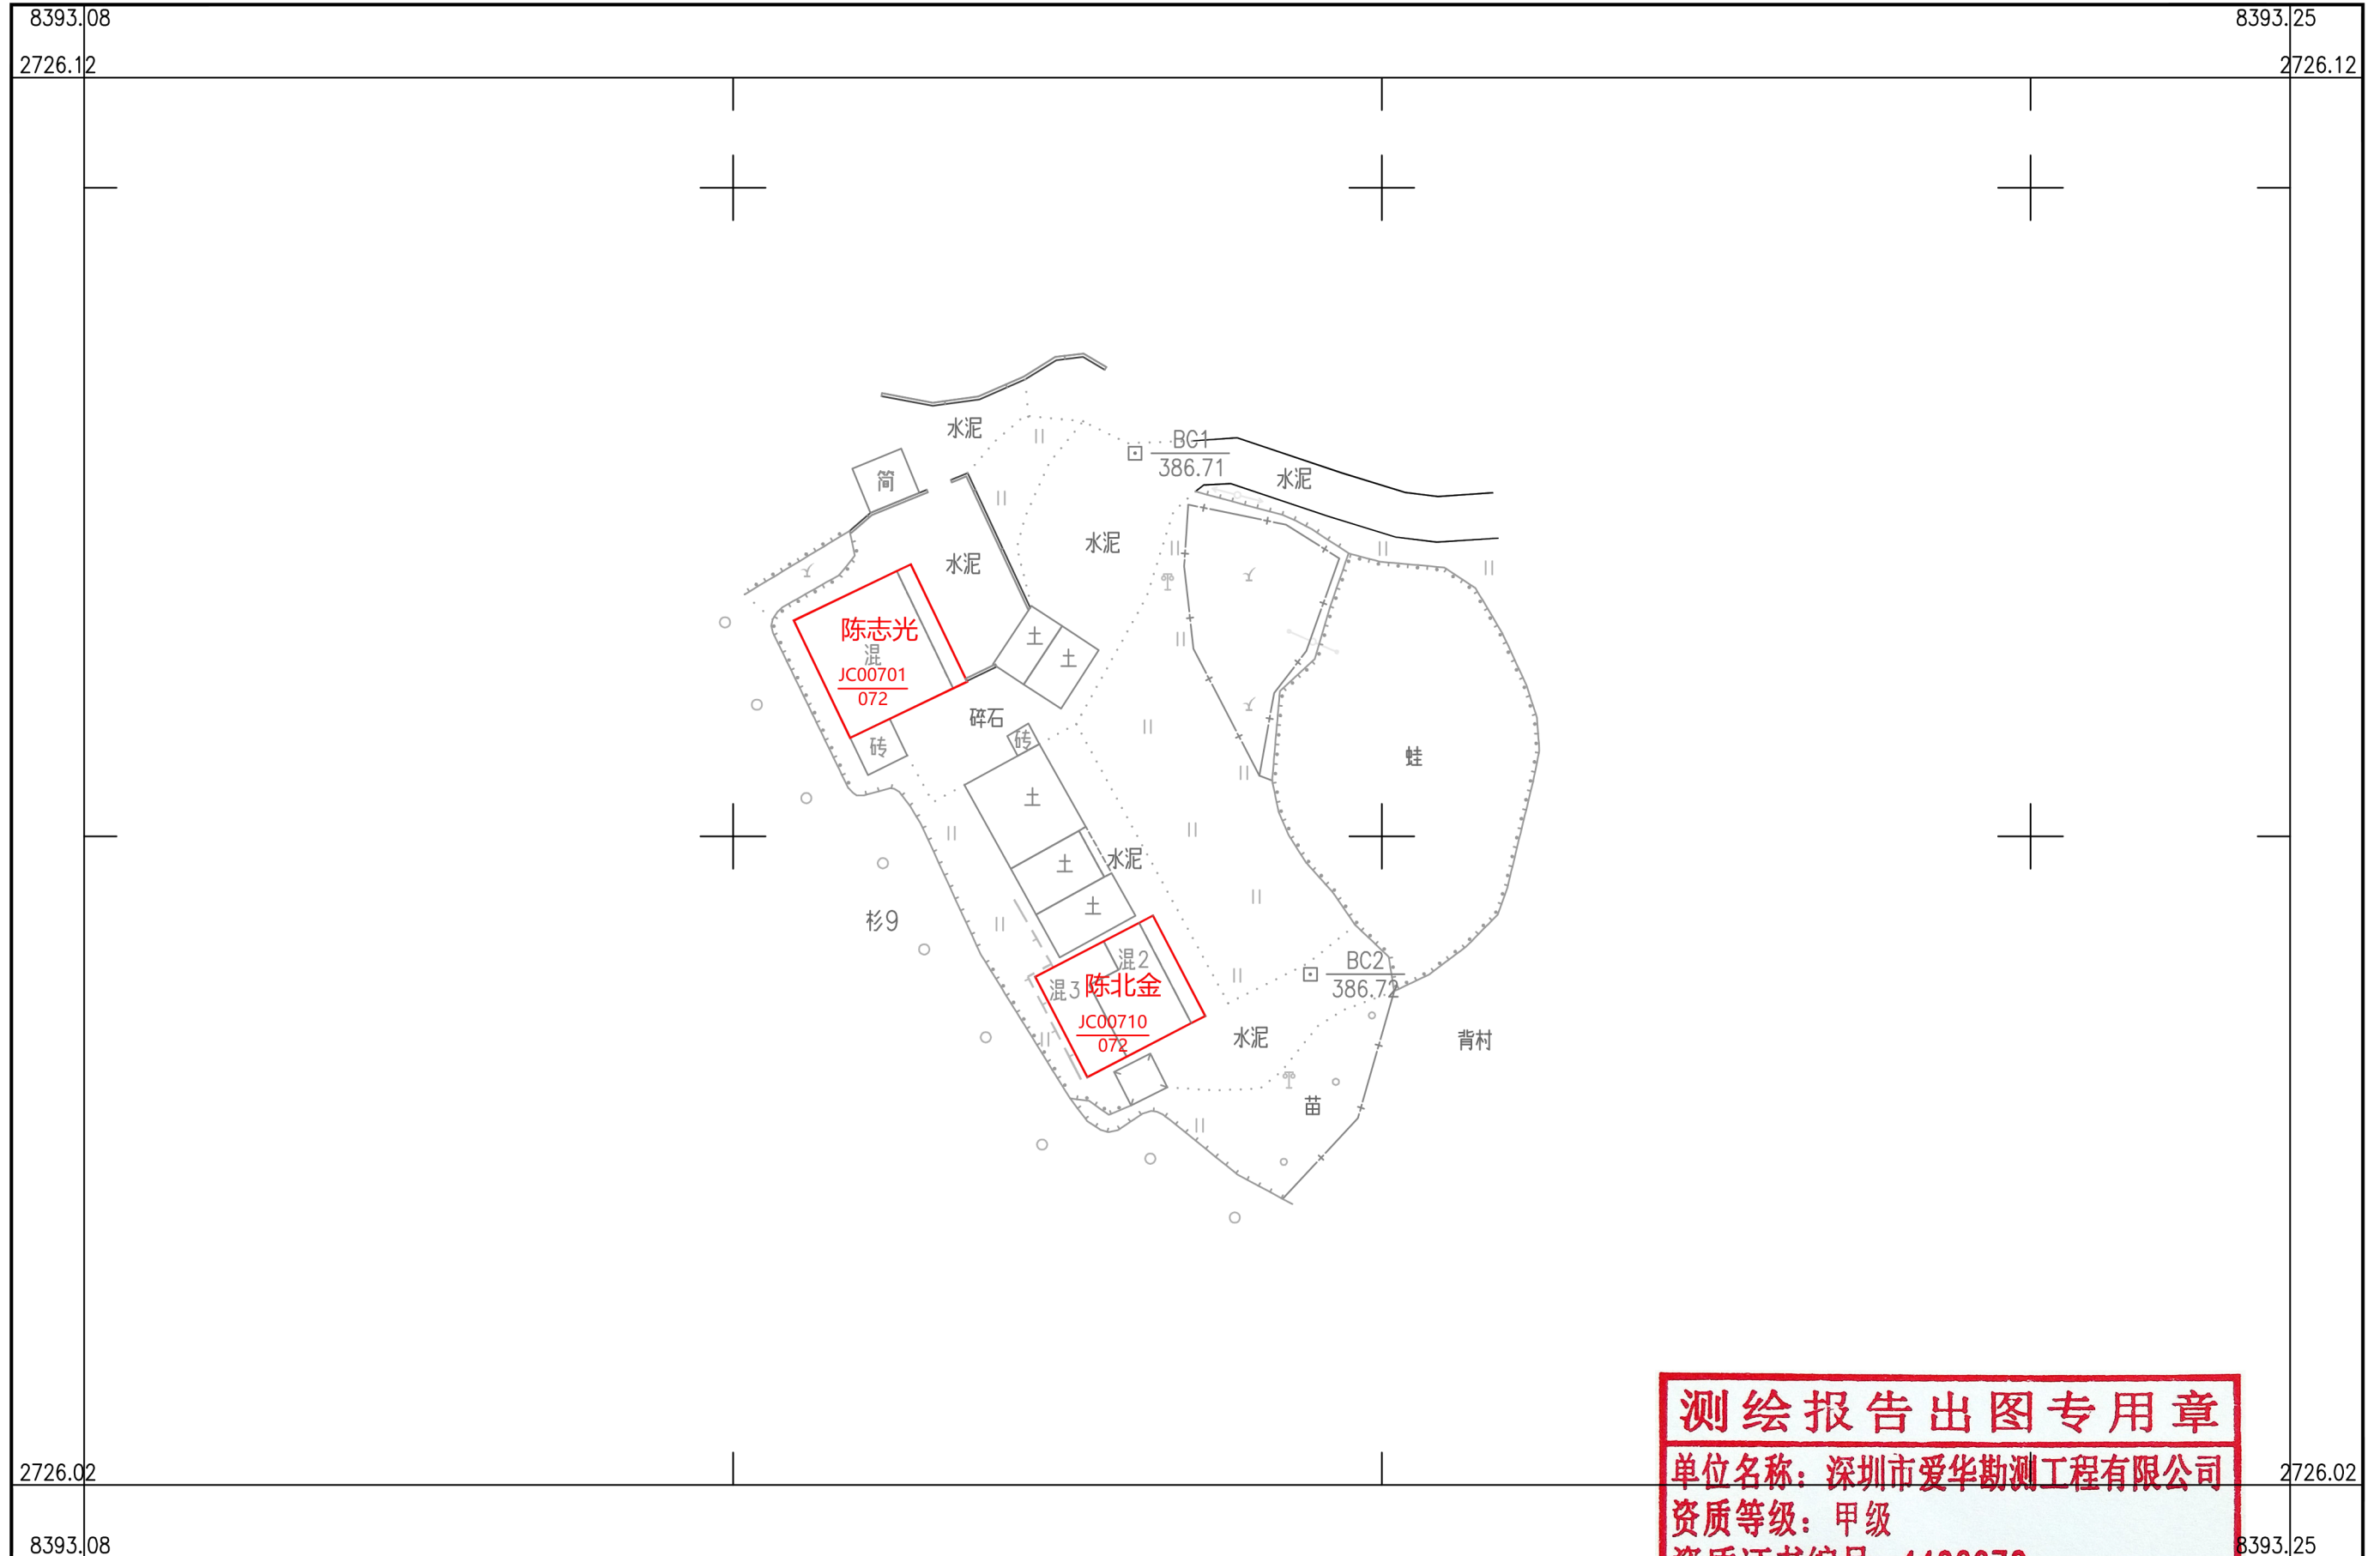 8393.08
8393.25
2726.12
2726.12
水泥
BC1
386.71
水泥
简
水泥
水泥
陈志光
混
JC00701
072
土
土
碎石
砖
砖
蛙
土
水泥
土
土
杉9
混2
BC2
386.72
混3
陈北金
JC00710
072
水泥
背村
苗
测绘报告出图专用章
单位名称：深圳市爱华勘测工程有限公司
2726.02
2726.02
资质等级：甲级
8393.08
8393.25